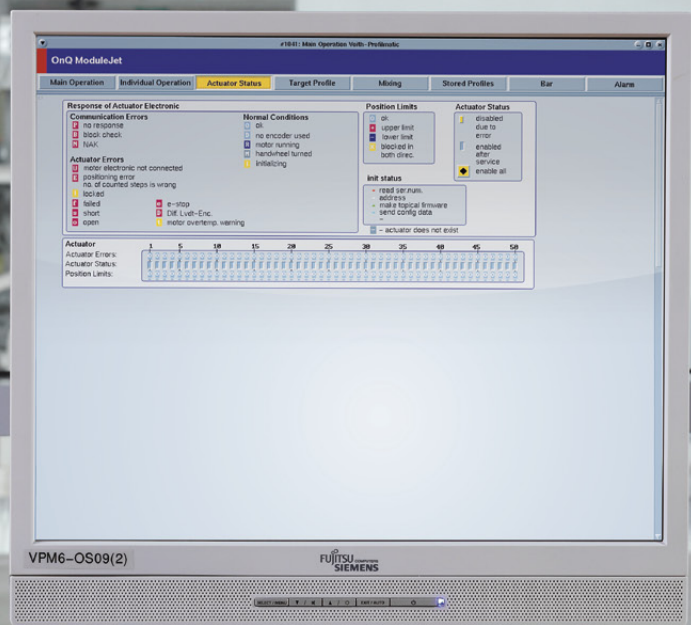 #1841: Main Operation Voith-Profilmatic
OnQ ModuleJet
Main Operation Individual Operation Actuator Status Target Profile Mixing Stored Profiles Bar Alarm
Response of Actuator Electronic
Communication Errors
no response
block check
NAK
Actuator Errors
motor electronic not connected
positioning error
no. of counted steps is wrong
locked
failed
short
open
e-stop
Dif. Lvdt-Enc.
motor overtemp. warning
Normal Conditions
ok
no encoder used
motor running
handwheel turned
initializing
Position Limits
ok
upper limit
lower limit
blocked in
both direc.
Actuator Status
disabled
due to
error
enabled
after
service
enable all
init status
read ser.num.
address
make topical firmware
send config data
- actuator does not exist
Actuator 1 5 10 15 20 25 30 35 40 45 50
Actuator Errors:
Actuator Status:
Position Limits:
VPM6-OS09(2)
FUJITSU COMPUTERS
SIEMENS